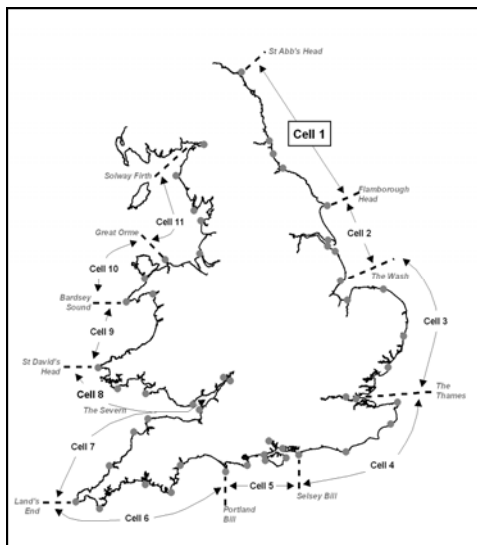 St Abb's Head
Cell 1
Solway Firth
Flamborough
Head
Great Orme
Cell 11
Cell 2
Cell 10
The Wash
Bardsey
Sound
Cell 9
Cell 3
St David's
Head
Cell 8
The Severn
The
Thames
Cell 7
Cell 4
Cell 5
Land's
End
Cell 6
Portland
Bill
Selsey Bill